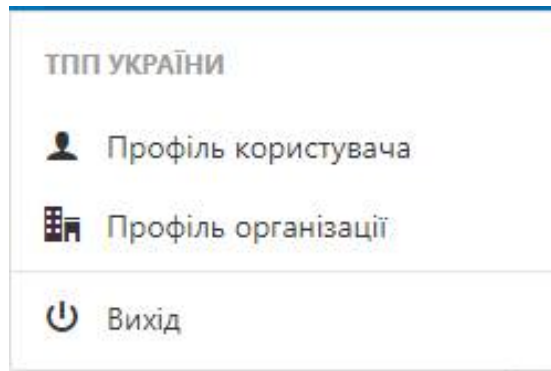 ТПП УКРАЇНИ
Профіль користувача
Профіль організації
Вихід